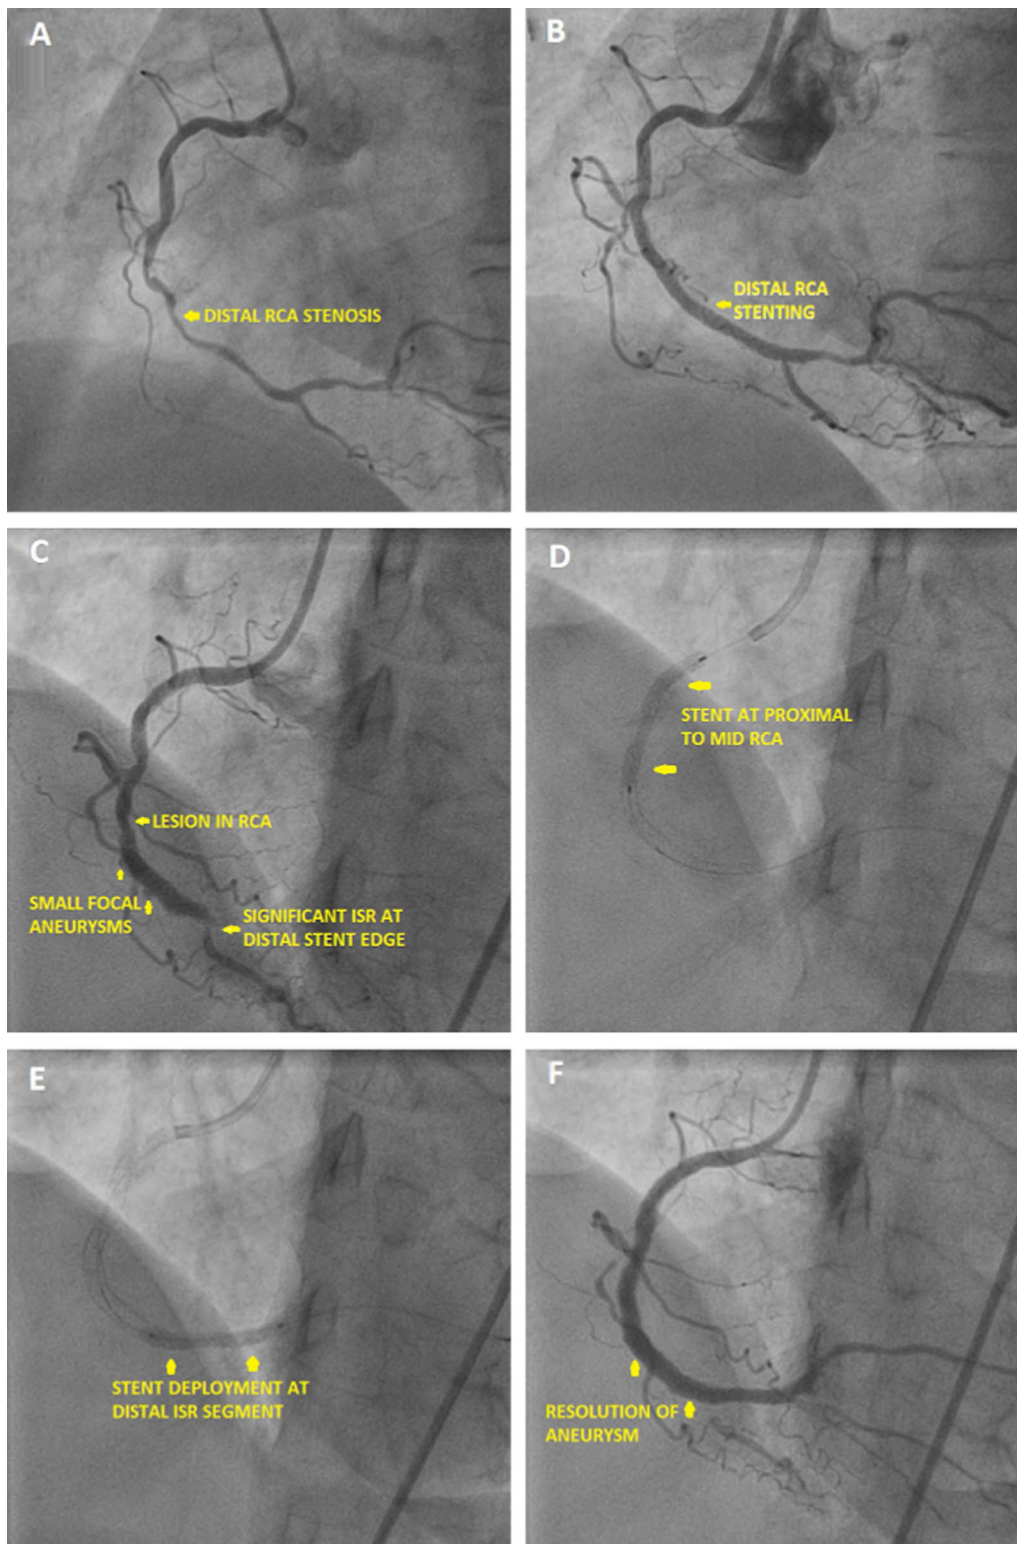 A
DISTAL RCA STENOSIS
B
DISTAL RCA
STENTING
C
LESION IN RCA
SMALL FOCAL
ANEURYSMS
SIGNIFICANT ISR AT
DISTAL STENT EDGE
D
STENT AT PROXIMAL
TO MID RCA
E
STENT DEPLOYMENT AT
DISTAL ISR SEGMENT
F
RESOLUTION OF
ANEURYSM